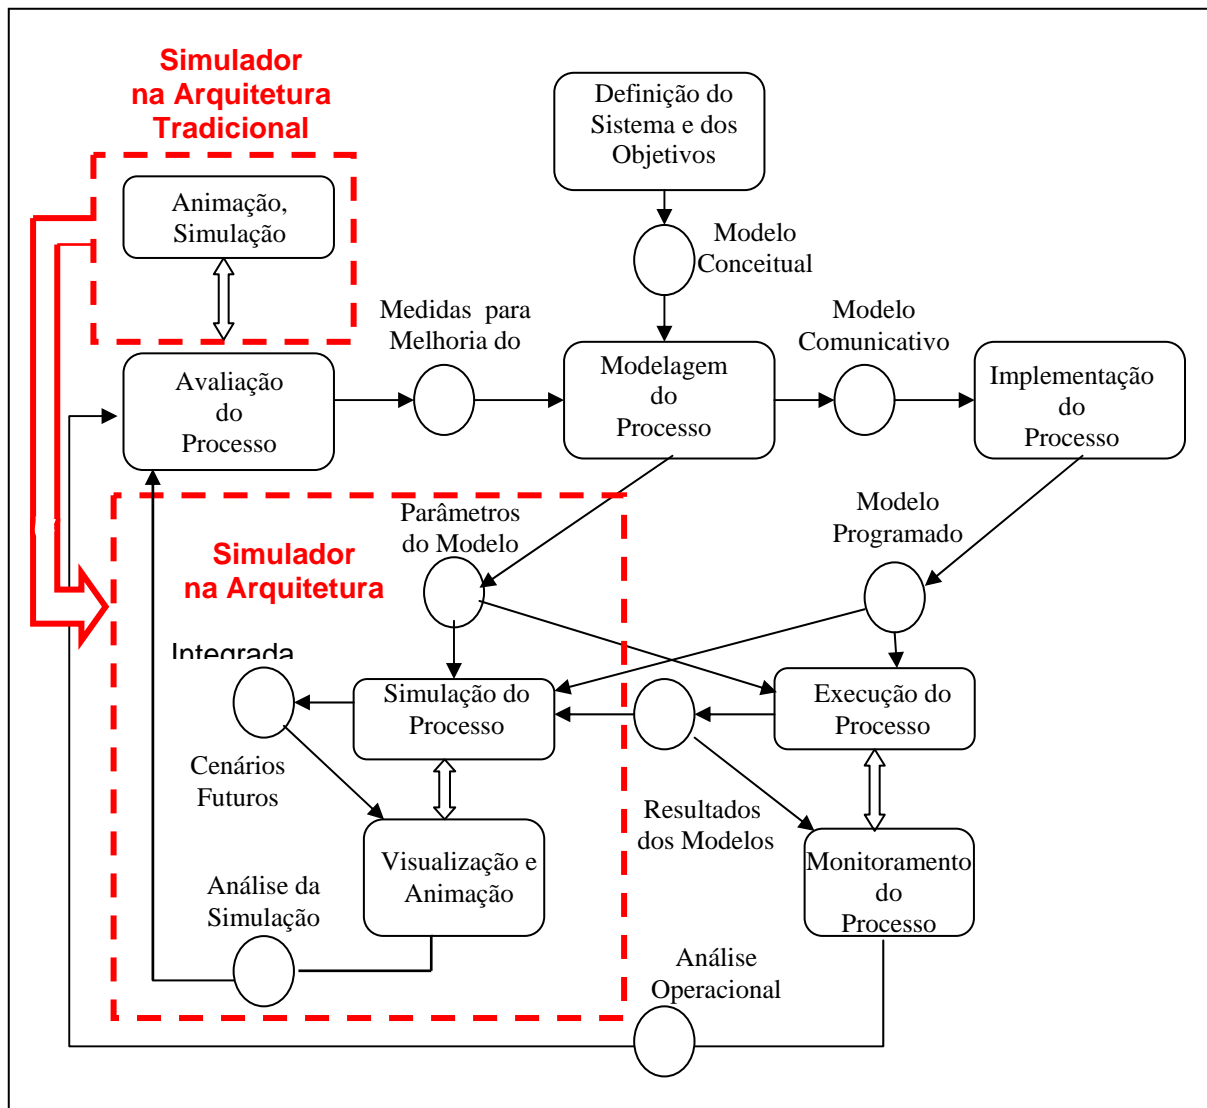 Simulador
na Arquitetura
Tradicional
Definição do
Sistema e dos
Objetivos
Animação,
Simulação
Modelo
Conceitual
Medidas para
Melhoria do
Modelo
Comunicativo
Avaliação
do
Processo
Modelagem
do
Processo
Implementação
do
Processo
Parâmetros
do Modelo
Modelo
Programado
Simulador
na Arquitetura
Integrada
Simulação do
Processo
Execução do
Processo
Cenários
Futuros
Resultados
dos Modelos
Visualização e
Animação
Monitoramento
do
Processo
Análise da
Simulação
Análise
Operacional